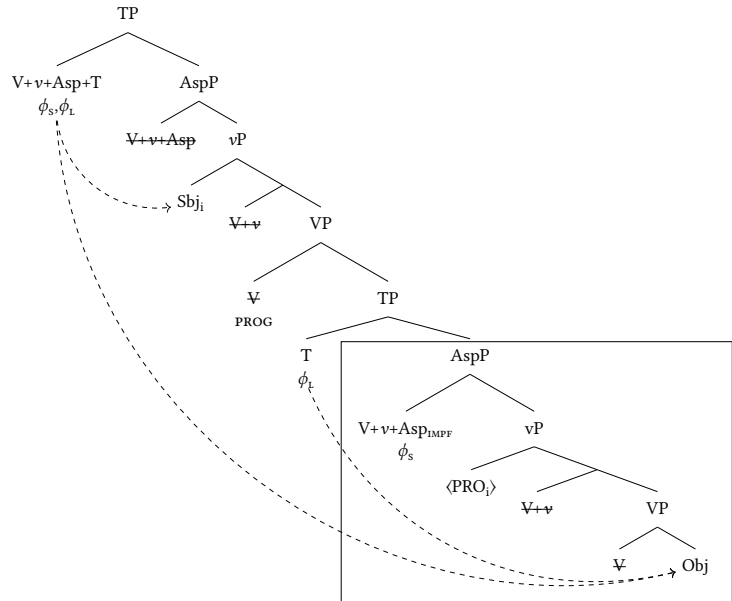 TP
V+v+Asp+T AspP
ϕS,ϕL
V+v+Asp vP
Sbji
V+v VP
V TP
PROG
T AspP
ϕL
V+v+AspIMPF vP
ϕS
⟨PROi⟩
V+v VP
V Obj